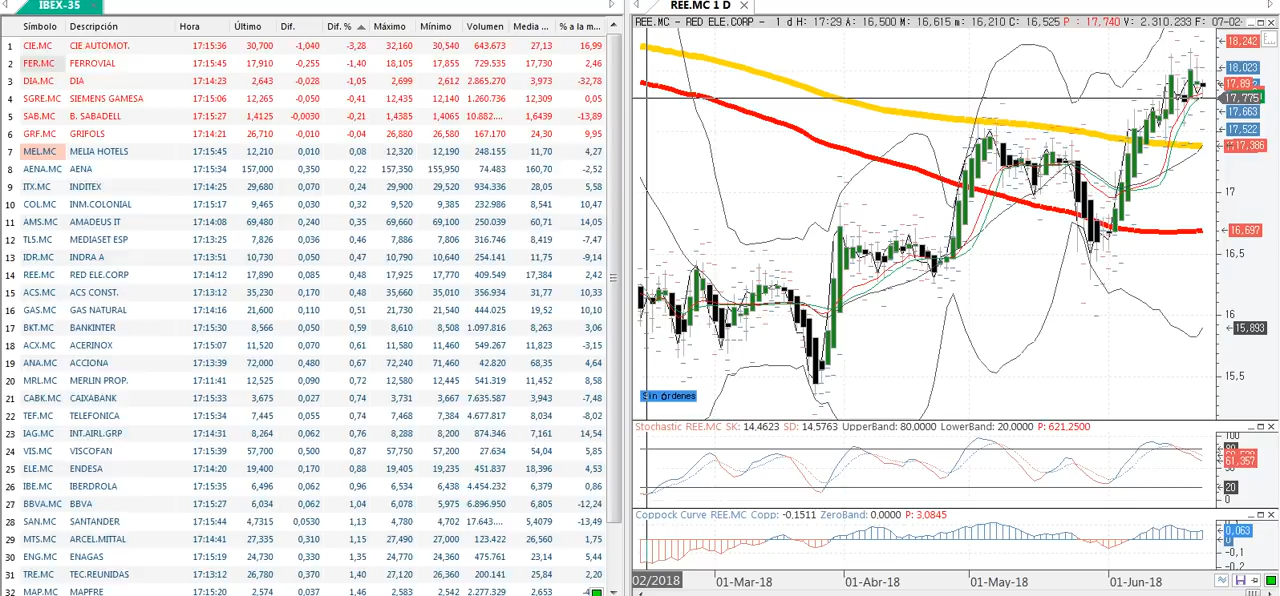 IBEX-35
Símbolo Descripción Hora Último Dif. Dif. % Máximo Mínimo Volumen Media ... % a la m...
1 CIE.MC CIE AUTOMOT. 17:15:36 30,700 -1,040 -3,28 32,160 30,540 643.673 27,13 16,99
2 FER.MC FERROVIAL 17:15:45 17,910 -0,255 -1,40 18,105 17,735 729.535 17,730 2,46
3 DIA.MC DIA 17:14:23 2,643 -0,028 -1,05 2,699 2,612 2.865.270 3,973 -32,78
4 SGRE.MC SIEMENS GAMESA 17:15:06 12,265 -0,050 -0,41 12,435 12,140 1.260.736 12,309 0,05
5 SAB.MC B. SABADELL 17:15:27 1,4125 -0,0030 -0,21 1,4385 1,4065 10.882.... 1,6430 -13,89
6 GRF.MC GRIFOLS 17:14:21 26,710 -0,010 -0,04 26,880 26,580 167.170 24,30 9,95
7 MEL.MC MELIA HOTELS 17:15:45 12,210 0,010 0,08 12,320 12,190 248.155 11,70 4,27
8 AENA.MC AENA 17:15:34 157,000 0,350 0,22 157,350 155,950 74.483 160,70 -2,52
9 ITX.MC INDITEX 17:14:25 29,680 0,070 0,24 29,900 29,520 934.336 28,05 5,58
10 COL.MC INM.COLONIAL 17:15:17 9,485 0,030 0,32 9,520 9,385 232.986 8,541 10,47
11 AMS.MC AMADEUS IT 17:14:08 69,480 0,240 0,35 69,660 69,100 250.039 60,71 14,05
12 TL5.MC MEDIASET ESP 17:13:25 7,826 0,036 0,46 7,888 7,806 316.746 8,419 -7,47
13 IDR.MC INDRA A 17:13:51 10,730 0,050 0,47 10,790 10,640 254.141 11,75 -9,14
14 REE.MC RED ELE.CORP 17:14:12 17,890 0,085 0,48 17,925 17,770 409.549 17,384 2,42
15 ACS.MC ACS CONST. 17:13:31 35,230 0,170 0,48 35,660 35,010 356.934 31,77 10,33
16 GAS.MC GAS NATURAL 17:14:16 21,600 0,110 0,51 21,730 21,540 444.025 19,52 10,10
17 BKT.MC BANKINTER 17:15:30 8,566 0,050 0,59 8,610 8,508 1.097.816 8,263 3,06
18 ACX.MC ACERINOX 17:15:07 11,520 0,070 0,61 11,580 11,460 549.267 11,823 -3,15
19 ANA.MC ACCIONA 17:13:39 72,000 0,480 0,67 72,240 71,460 42.820 68,35 4,64
20 MRL.MC MERLIN PROP. 17:11:41 12,525 0,090 0,72 12,580 12,445 541.319 11,452 8,58
21 CABK.MC CAIXABANK 17:15:33 3,675 0,027 0,74 3,731 3,667 7.635.587 3,943 -7,48
22 TEF.MC TELEFONICA 17:15:34 7,445 0,055 0,74 7,468 7,384 4.677.817 8,034 -8,02
23 IAG.MC INT.AIRL.GRP 17:14:31 8,264 0,062 0,76 8,288 8,200 874.346 7,161 14,54
24 VIS.MC VISCOFAN 17:15:39 57,700 0,500 0,87 57,750 57,200 77.004 54,04 5,85
25 ELE.MC ENDESA 17:14:20 19,400 0,170 0,88 19,405 19,235 451.837 18,399 4,53
26 IBE.MC IBERDROLA 17:15:35 6,496 0,062 0,96 6,534 6,438 4.454.232 6,379 0,86
27 BBVA.MC BBVA 17:15:27 6,034 0,062 1,04 6,078 5,975 6.896.950 6,805 -12,24
28 SAN.MC SANTANDER 17:15:44 4,7315 0,0530 1,13 4,780 4,702 17.643.... 5,4079 -13,49
29 MTS.MC ARCEL.MITTAL 17:14:41 27,335 0,310 1,15 27,490 27,000 123.422 26,560 1,75
30 ENG.MC ENAGAS 17:15:19 24,730 0,330 1,35 24,770 24,360 475.761 23,14 5,44
31 TRE.MC TEC.REUNIDAS 17:13:12 26,780 0,370 1,40 27,120 26,360 200.141 25,84 2,20
32 MAP.MC MAPFRE 17:15:20 2,574 0,037 1,46 2,583 2,542 2.277.329 2,653
REE.MC 1 D
REE.MC - RED ELE.CORP - 1 d H: 17:29 A: 16,500 M: 16,615 m: 16,210 C: 16,525 P : 17,740 V: 2.310.233 F: 07-02-
18,242
18,023
17,89
17,775
17,663
17,522
17,386
17
16,697
16,5
16
15,893
15,5
Sin órdenes
Stochastic REE.MC SK: 14,4623 SD: 14,5763 UpperBand: 80,0000 LowerBand: 20,0000 P: 621,2500
100
80
61,357
20
0
Coppock Curve REE.MC Copp: -0,1511 ZeroBand: 0,0000 P: 3,0845
0,063
-0,1
-0,2
02/2018 01-Mar-18 01-Abr-18 01-May-18 01-Jun-18